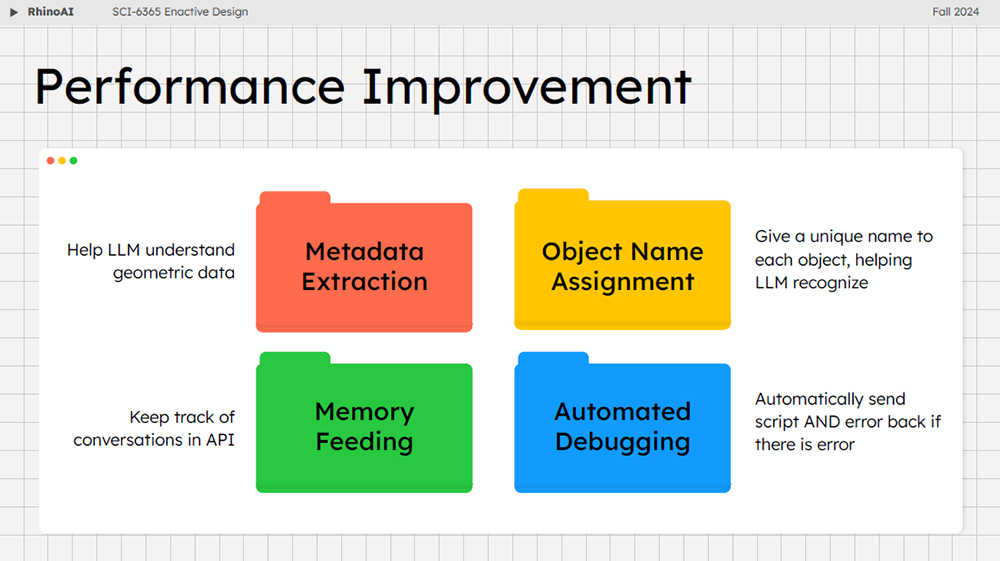 RhinoAI
SCI-6365 Enactive Design
Fall 2024
Performance Improvement
Help LLM understand
geometric data
Metadata
Extraction
Object Name
Assignment
Give a unique name to
each object, helping
LLM recognize
Keep track of
conversations in API
Memory
Feeding
Automated
Debugging
Automatically send
script AND error back if
there is error